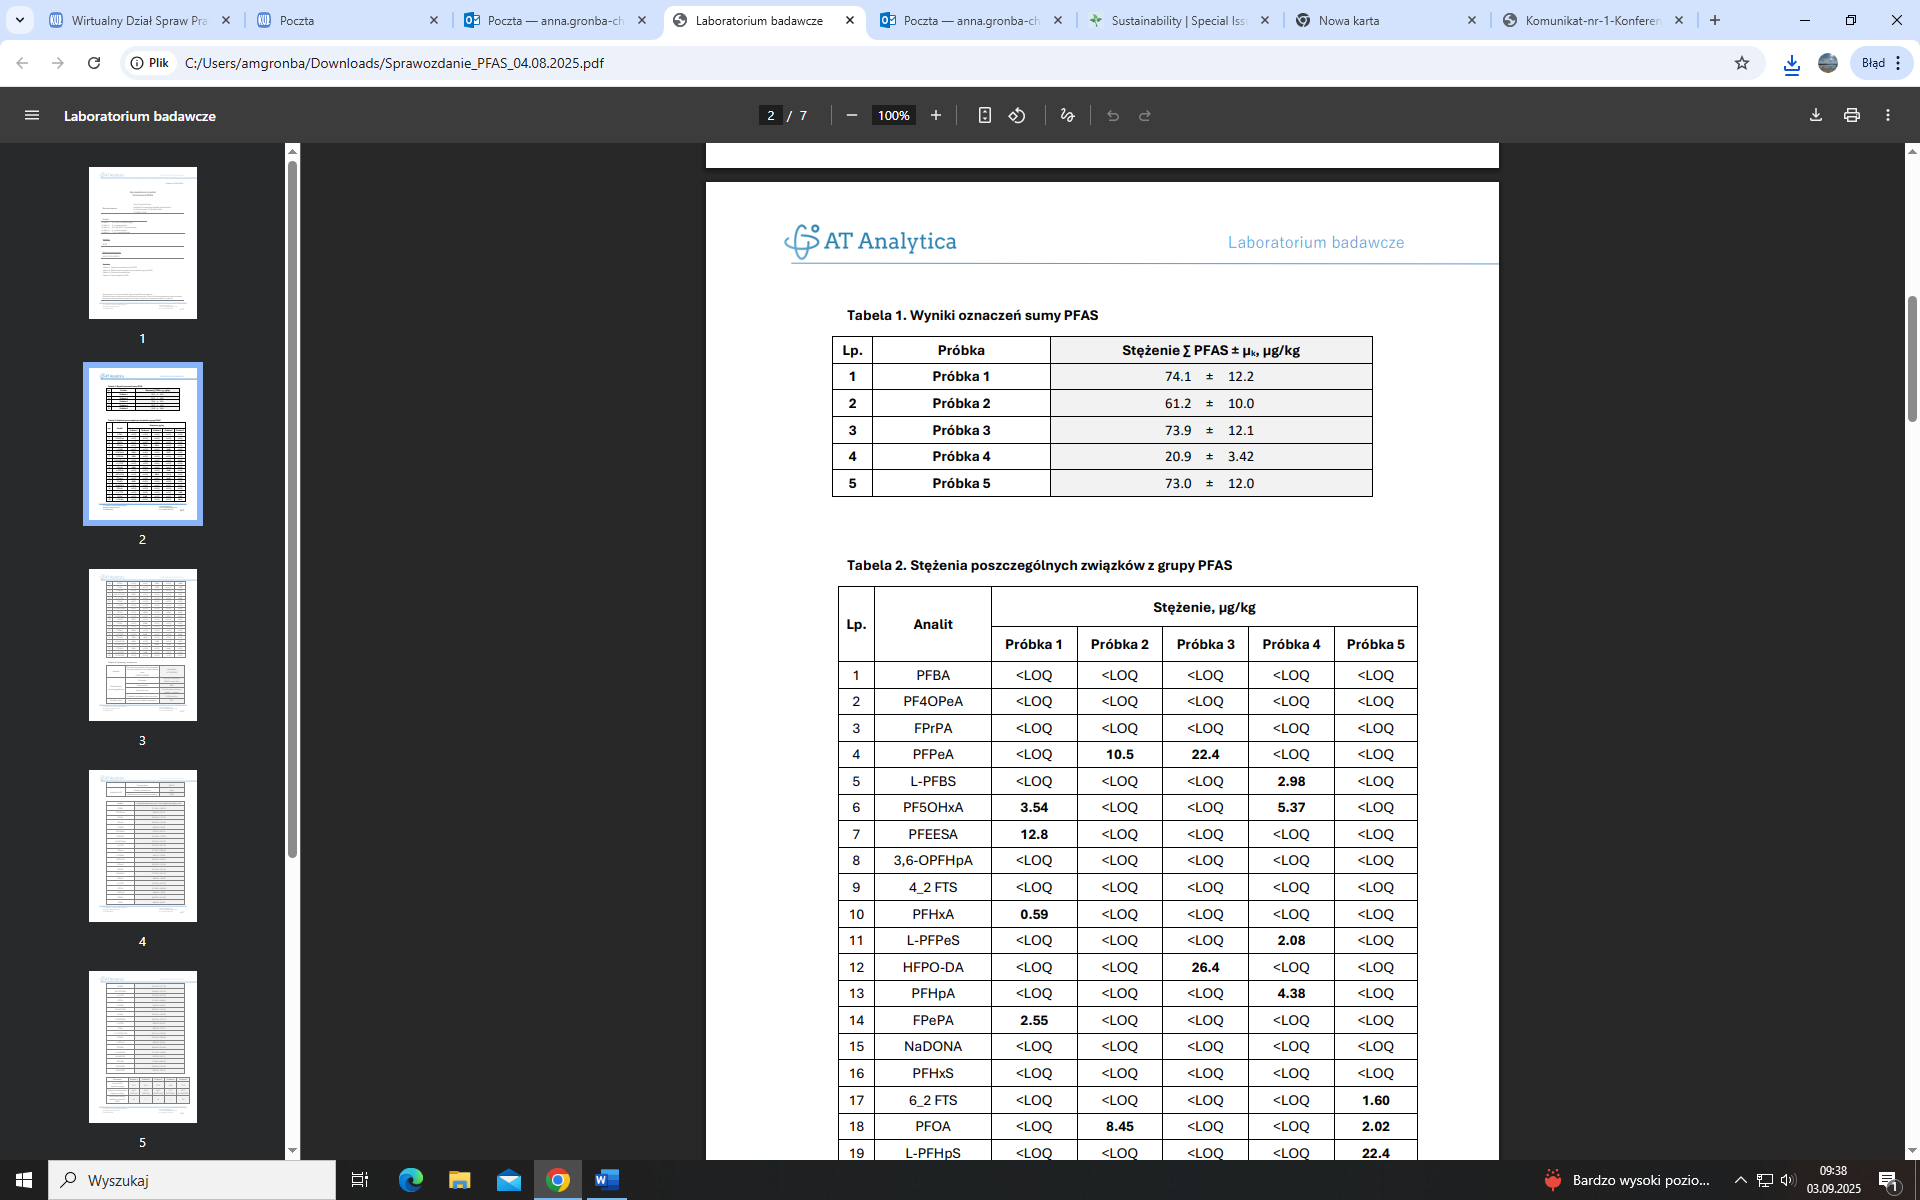 Wirtualny Dział Spraw Pra
Poczta
Poczta — anna.gronba-ch
Laboratorium badawcze
Poczta — anna.gronba-ch
Sustainability | Special Iss
Nowa karta
Komunikat-nr-1-Konferen
Plik
C:/Users/amgronba/Downloads/Sprawozdanie_PFAS_04.08.2025.pdf
Błąd
Laboratorium badawcze
2 / 7
100%
1
2
3
4
5
AT Analytica
Laboratorium badawcze
Tabela 1. Wyniki oznaczeń sumy PFAS
Lp. Próbka Stężenie ∑ PFAS ± µₖ, µg/kg
1 Próbka 1 74.1 ± 12.2
2 Próbka 2 61.2 ± 10.0
3 Próbka 3 73.9 ± 12.1
4 Próbka 4 20.9 ± 3.42
5 Próbka 5 73.0 ± 12.0
Tabela 2. Stężenia poszczególnych związków z grupy PFAS
Lp. Analit Stężenie, µg/kg
Próbka 1 Próbka 2 Próbka 3 Próbka 4 Próbka 5
1 PFBA <LOQ <LOQ <LOQ <LOQ <LOQ
2 PF4OPeA <LOQ <LOQ <LOQ <LOQ <LOQ
3 FPrPA <LOQ <LOQ <LOQ <LOQ <LOQ
4 PFPeA <LOQ 10.5 22.4 <LOQ <LOQ
5 L-PFBS <LOQ <LOQ <LOQ 2.98 <LOQ
6 PF5OHxA 3.54 <LOQ <LOQ 5.37 <LOQ
7 PFEESA 12.8 <LOQ <LOQ <LOQ <LOQ
8 3,6-OPFHpA <LOQ <LOQ <LOQ <LOQ <LOQ
9 4_2 FTS <LOQ <LOQ <LOQ <LOQ <LOQ
10 PFHxA 0.59 <LOQ <LOQ <LOQ <LOQ
11 L-PFPeS <LOQ <LOQ <LOQ 2.08 <LOQ
12 HFPO-DA <LOQ <LOQ 26.4 <LOQ <LOQ
13 PFHpA <LOQ <LOQ <LOQ 4.38 <LOQ
14 FPePA 2.55 <LOQ <LOQ <LOQ <LOQ
15 NaDONA <LOQ <LOQ <LOQ <LOQ <LOQ
16 PFHxS <LOQ <LOQ <LOQ <LOQ <LOQ
17 6_2 FTS <LOQ <LOQ <LOQ <LOQ 1.60
18 PFOA <LOQ 8.45 <LOQ <LOQ 2.02
19 L-PFHpS <LOQ <LOQ <LOQ <LOQ 22.4
Wyszukaj
Bardzo wysoki pozio...
09:38
03.09.2025
1